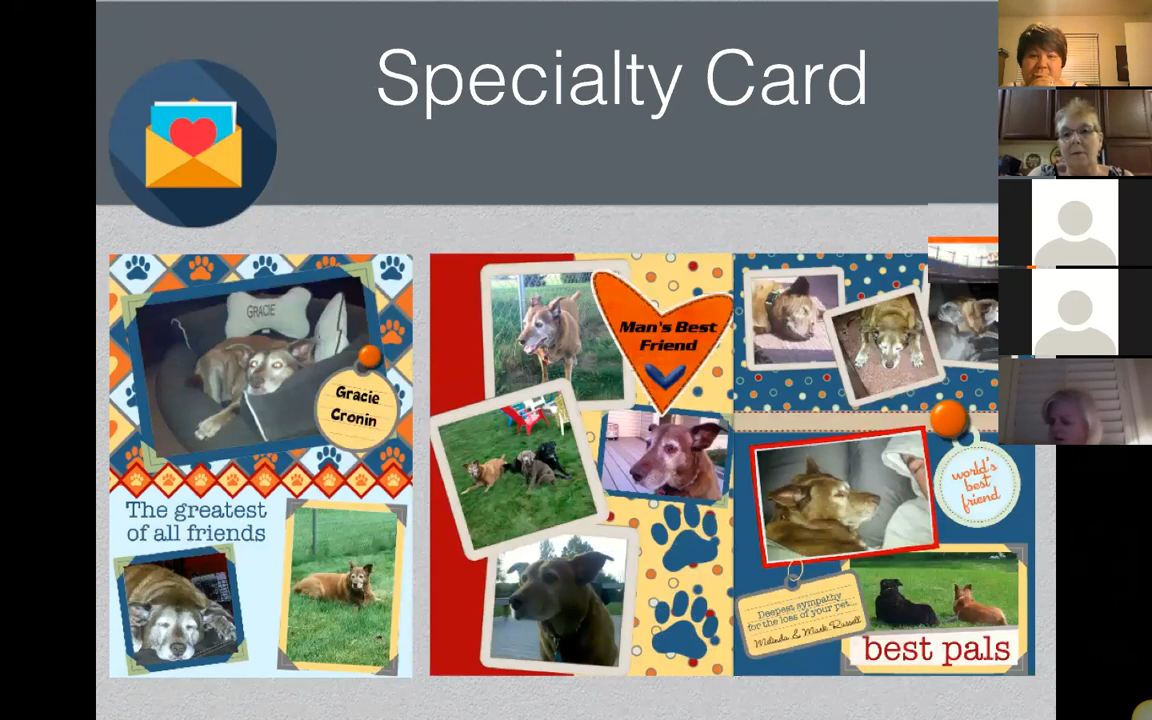 Specialty Card
GRACIE
Gracie
Cronin
The greatest
of all friends
Man's Best
Friend
world's
best
friend
Deepest sympathy
for the loss of your pet...
Melinda & Mark Russell
best pals